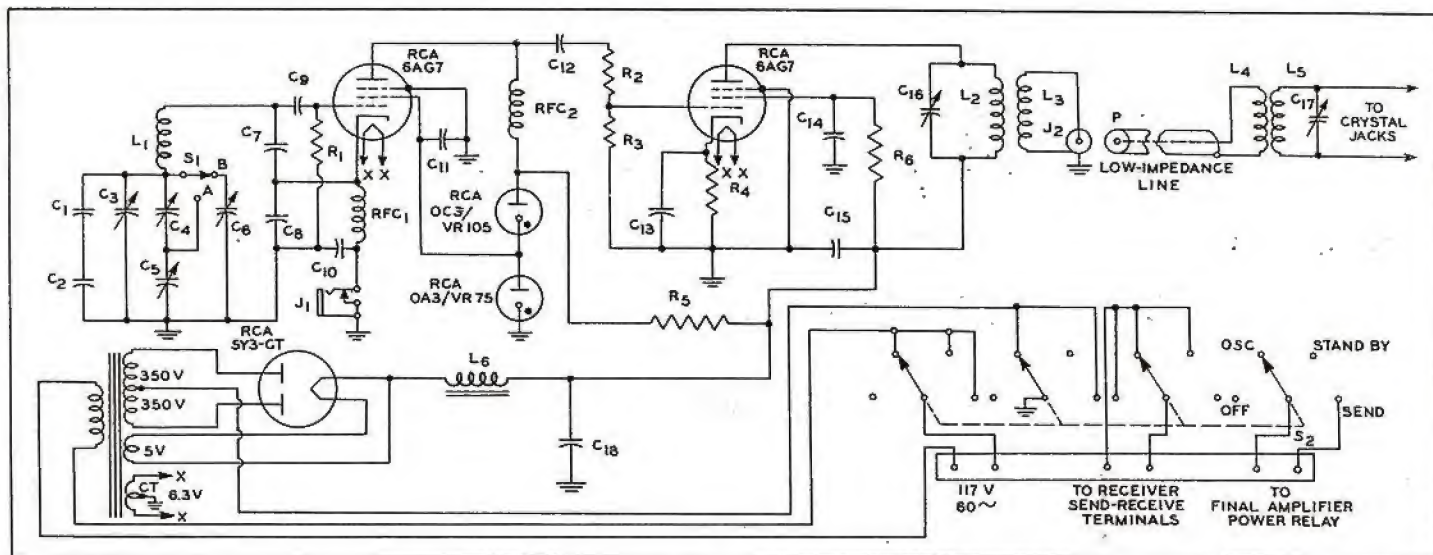 RCA
6AG7
C9
C7
L1
S1
B
A
C1
C3
C4
C6
C2
C5
R1
C8
RFC1
C10
J1
X X
C11
RFC2
C12
R2
R3
RCA
OC3/
VR105
RCA
OA3/VR75
RCA
6AG7
C14
R6
X X
R4
C13
C15
R5
C16
L2
L3
J2
P
LOW-IMPEDANCE
LINE
L4
L5
C17
TO
CRYSTAL
JACKS
RCA
5Y3-GT
350 V
350 V
5V
CT
6.3V
X
X
L6
C18
OSC
STAND BY
OFF
SEND
S2
117 V
60~
TO RECEIVER
SEND-RECEIVE
TERMINALS
TO
FINAL AMPLIFIER
POWER RELAY